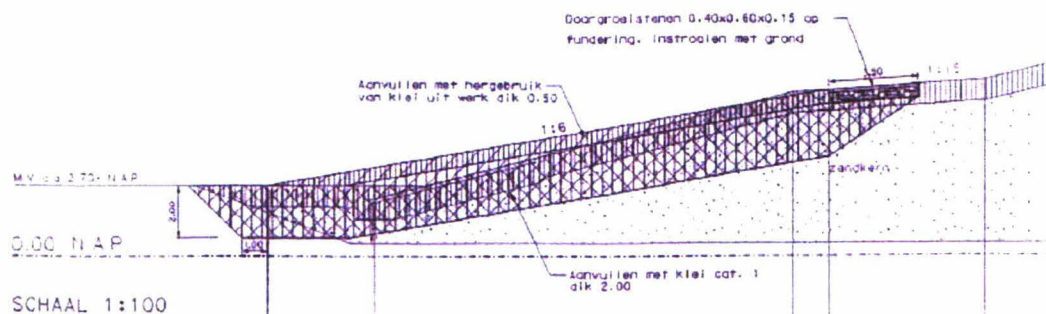 Doorgroeistenen 0.40x0.60x0.15 op
fundering. Instrooien met grond
Aanvullen met hergebruik
van klei uit werk dik 0.50
1:6
zandkern
M.V. ca 2.70+ N.A.P
2.00
0.00 N.A.P
1.00
Aanvullen met klei cat. 1
dik 2.00
SCHAAL 1:100